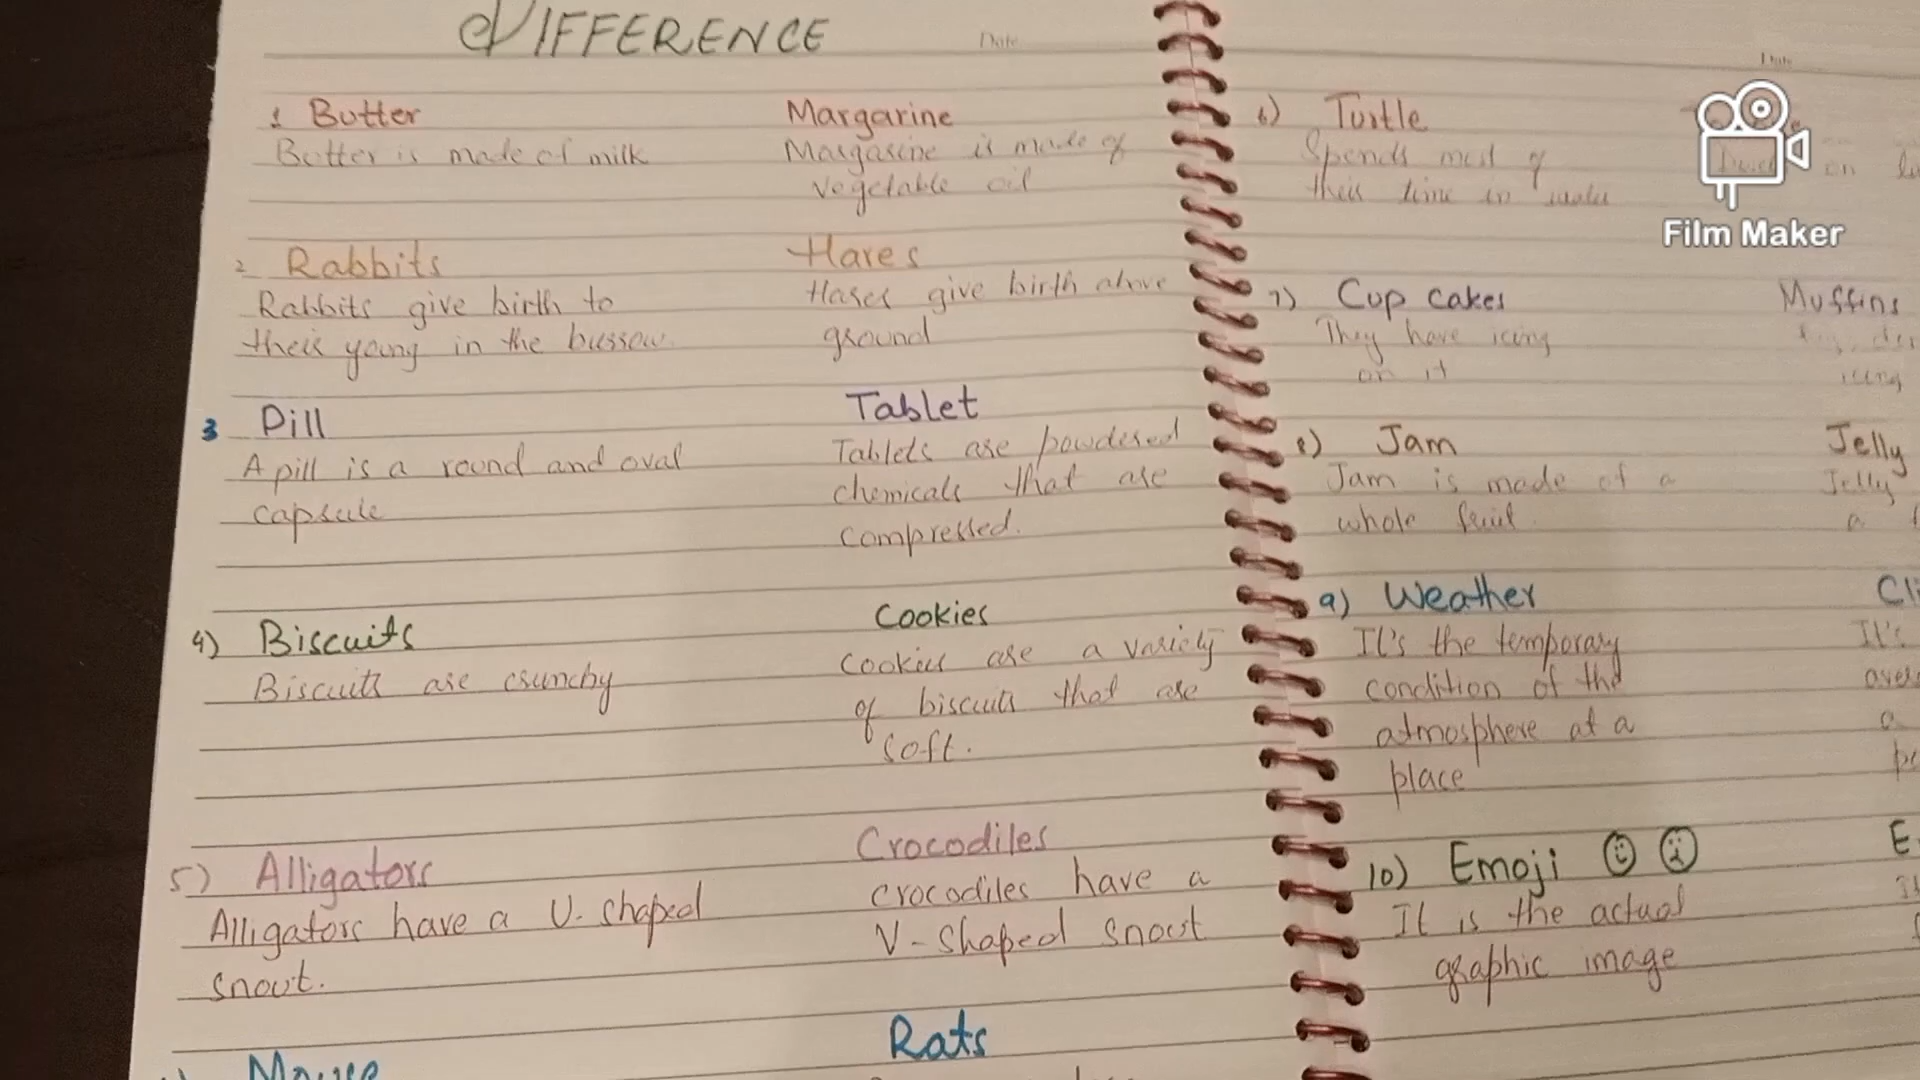 DIFFERENCE
Date
1 Butter
Butter is made of milk
Margarine
Margarine is made of
vegetable oil
2 Rabbits
Rabbits give birth to
their young in the burrow.
Hares
Hares give birth above
ground
3 Pill
A pill is a round and oval
capsule
Tablet
Tablets are powdered
chemicals that are
compressed.
4) Biscuits
Biscuits are crunchy
Cookies
Cookies are a variety
of biscuits that are
soft.
5) Alligators
Alligators have a U-shaped
snout.
Crocodiles
Crocodiles have a
V-shaped snout
Mouse
Rats
Date
6) Turtle
Spends most of
their time in water
on
Film Maker
7) Cup cakes
They have icing
on it
Muffins
icing
8) Jam
Jam is made of a
whole fruit.
Jelly
Jelly
a
9) Weather
It's the temporary
condition of the
atmosphere at a
place
It's
a
10) Emoji
It is the actual
graphic image